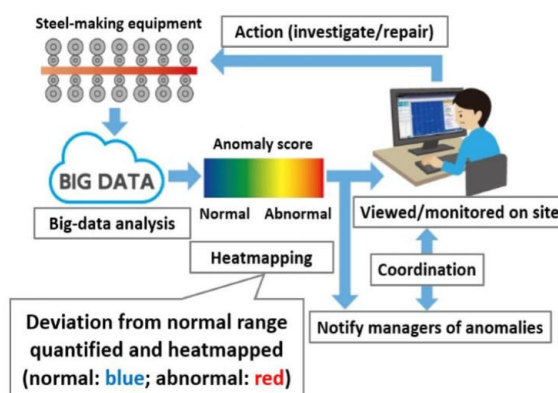 Steel-making equipment
Action (investigate/repair)
Anomaly score
BIG DATA
Normal Abnormal
Big-data analysis
Viewed/monitored on site
Heatmapping
Coordination
Notify managers of anomalies
Deviation from normal range
quantified and heatmapped
(normal: blue; abnormal: red)